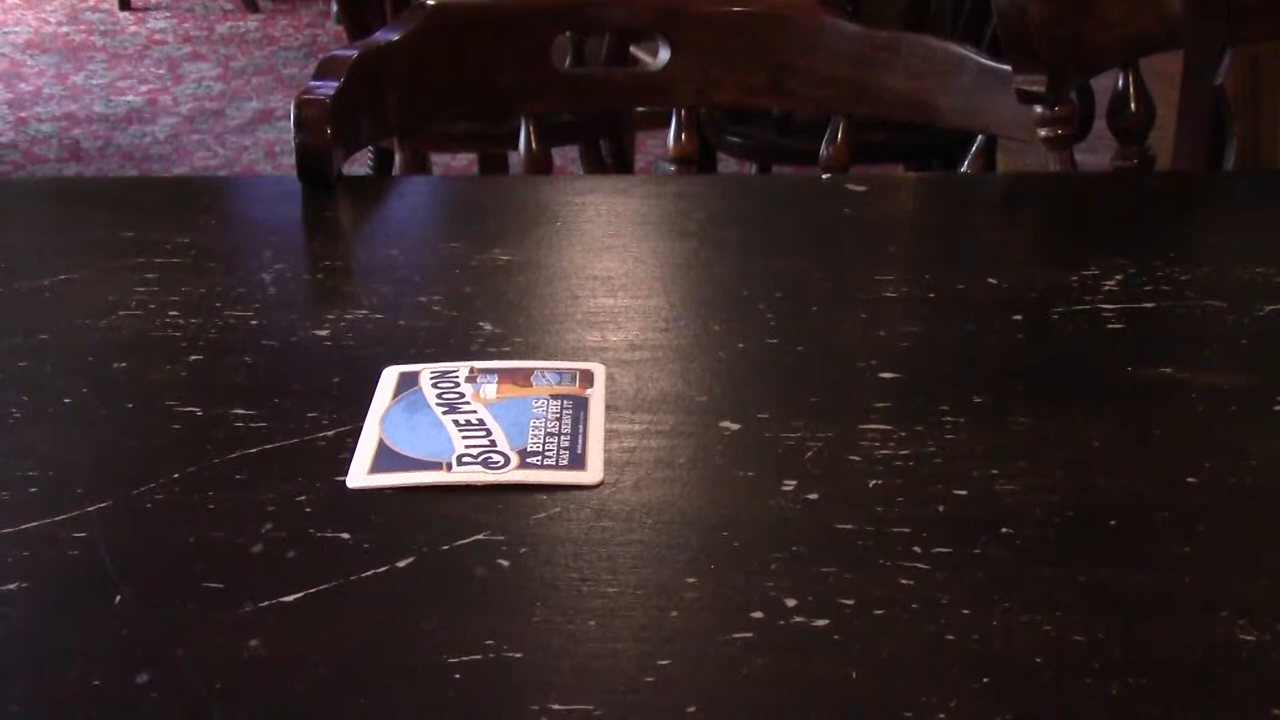 BLUE MOON
A BEER AS
RARE AS THE
WAY WE SERVE IT